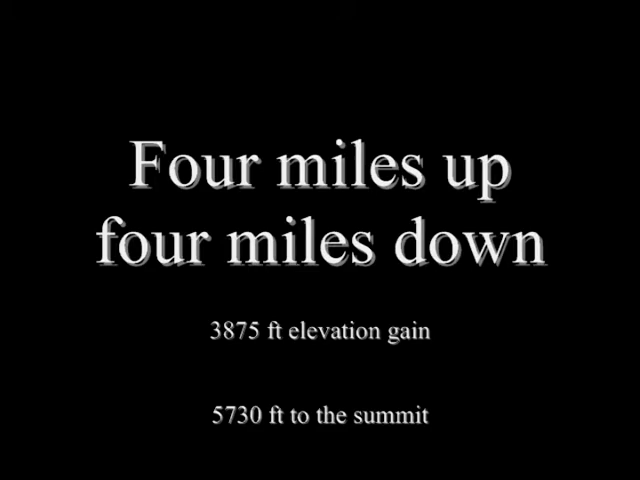 Four miles up
four miles down
3875 ft elevation gain
5730 ft to the summit